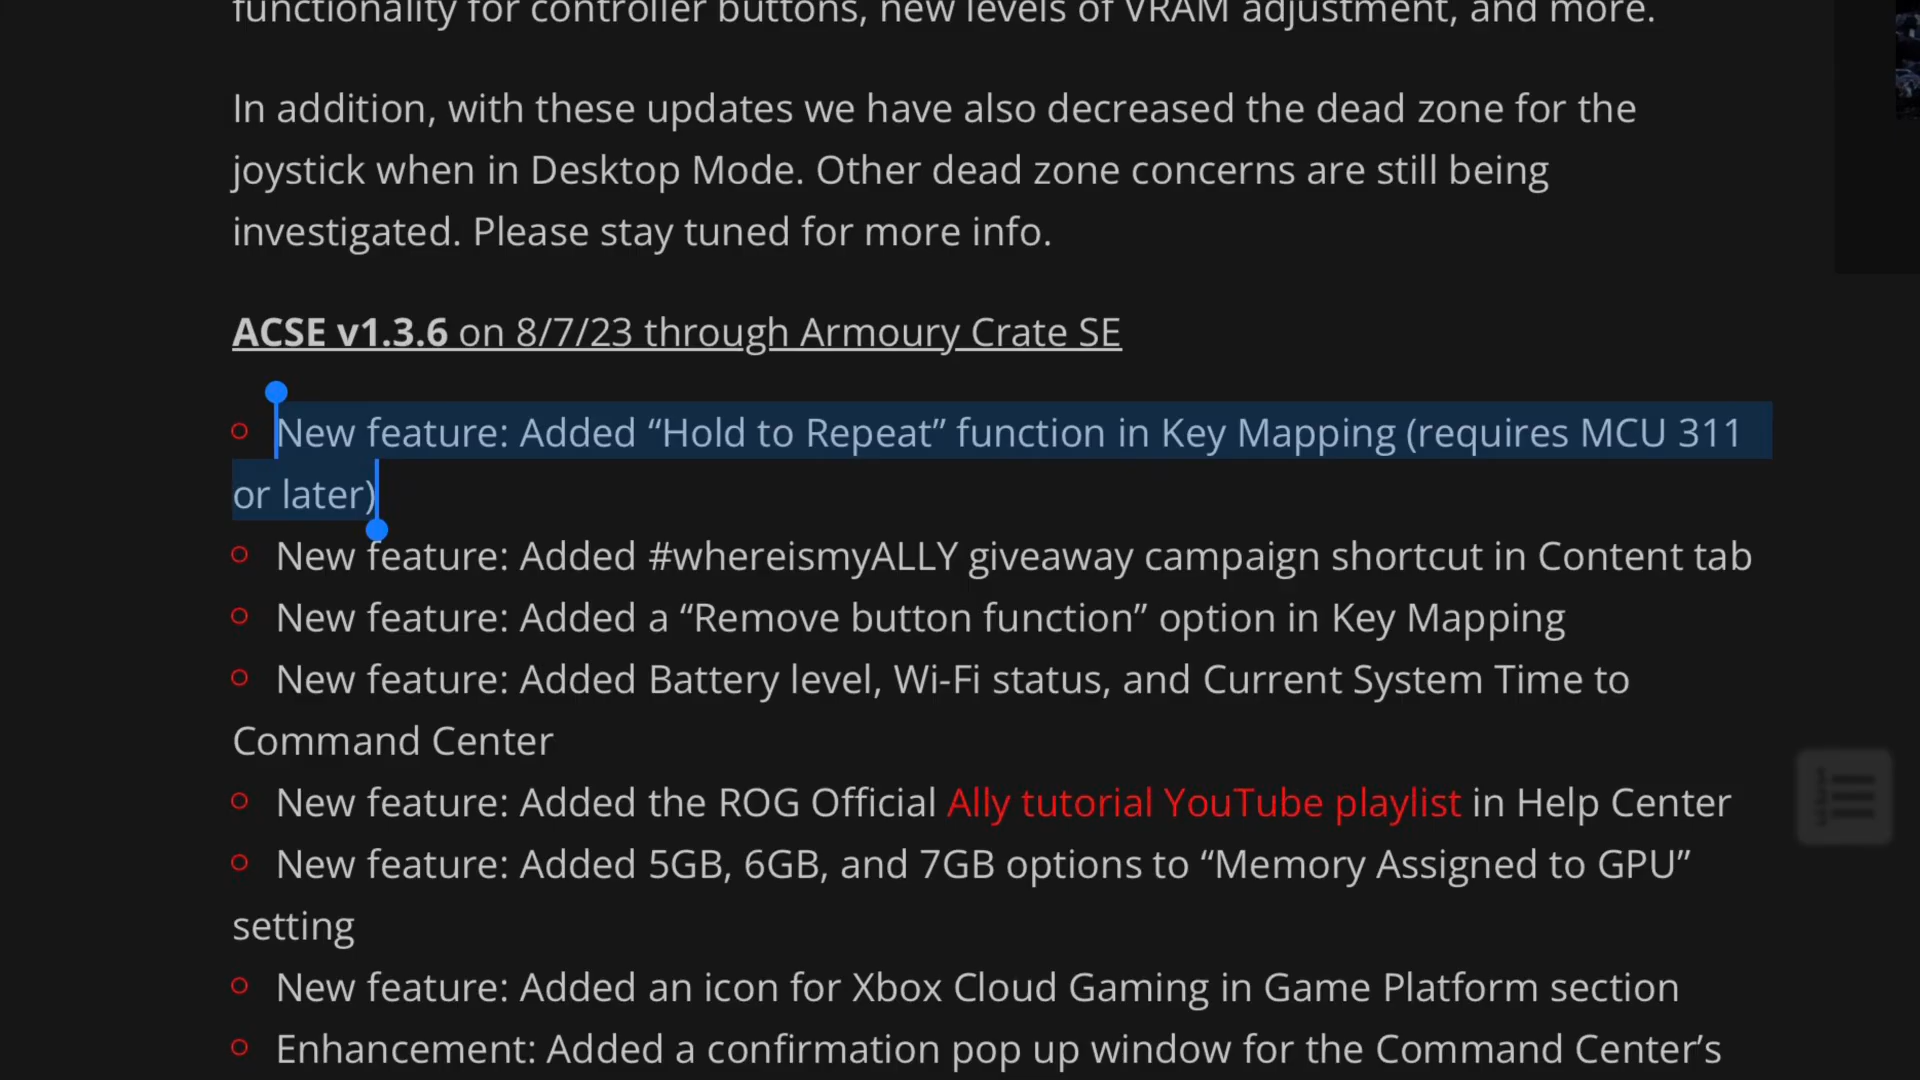 functionality for controller buttons, new levels of VRAM adjustment, and more.
In addition, with these updates we have also decreased the dead zone for the
joystick when in Desktop Mode. Other dead zone concerns are still being
investigated. Please stay tuned for more info.
ACSE v1.3.6 on 8/7/23 through Armoury Crate SE
New feature: Added “Hold to Repeat” function in Key Mapping (requires MCU 311
or later)
New feature: Added #whereismyALLY giveaway campaign shortcut in Content tab
New feature: Added a “Remove button function” option in Key Mapping
New feature: Added Battery level, Wi-Fi status, and Current System Time to
Command Center
New feature: Added the ROG Official Ally tutorial YouTube playlist in Help Center
New feature: Added 5GB, 6GB, and 7GB options to “Memory Assigned to GPU”
setting
New feature: Added an icon for Xbox Cloud Gaming in Game Platform section
Enhancement: Added a confirmation pop up window for the Command Center’s